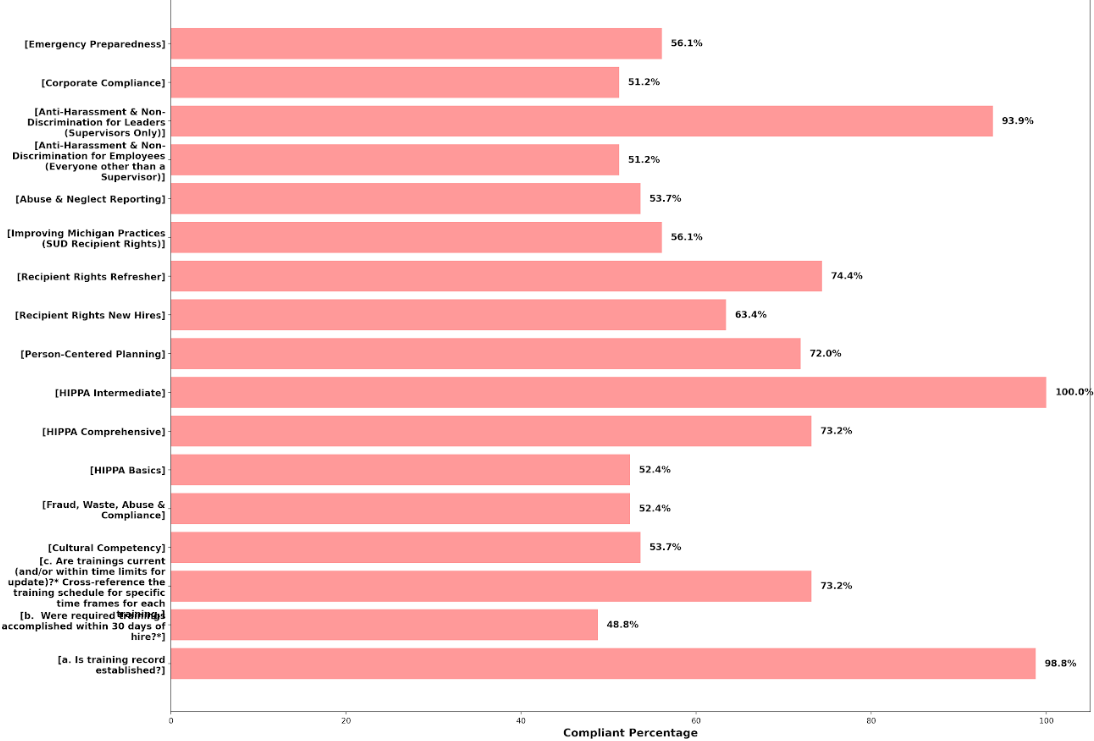 [Emergency Preparedness]
56.1%
[Corporate Compliance]
51.2%
[Anti-Harassment & Non-
Discrimination for Leaders
(Supervisors Only)]
93.9%
[Anti-Harassment & Non-
Discrimination for Employees
(Everyone other than a
Supervisor)]
51.2%
[Abuse & Neglect Reporting]
53.7%
[Improving Michigan Practices
(SUD Recipient Rights)]
56.1%
[Recipient Rights Refresher]
74.4%
[Recipient Rights New Hires]
63.4%
[Person-Centered Planning]
72.0%
[HIPPA Intermediate]
100.0%
[HIPPA Comprehensive]
73.2%
[HIPPA Basics]
52.4%
[Fraud, Waste, Abuse &
Compliance]
52.4%
[Cultural Competency]
53.7%
[c. Are trainings current
(and/or within time limits for
update)?* Cross-reference the
training schedule for specific
time frames for each
training.]
73.2%
[b. Were required trainings
accomplished within 30 days of
hire?*]
48.8%
[a. Is training record
established?]
98.8%
0 20 40 60 80 100
Compliant Percentage